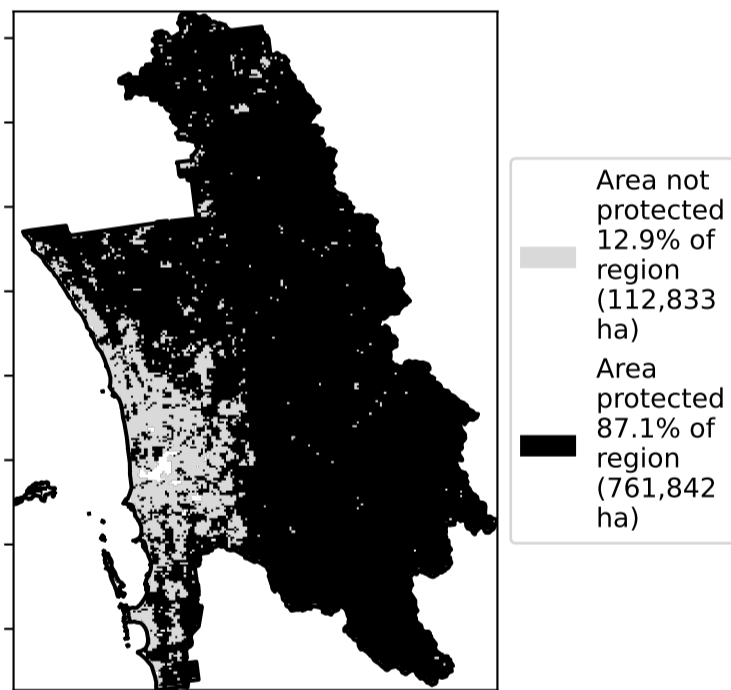 Area not
protected
12.9% of
region
(112,833
ha)
Area
protected
87.1% of
region
(761,842
ha)